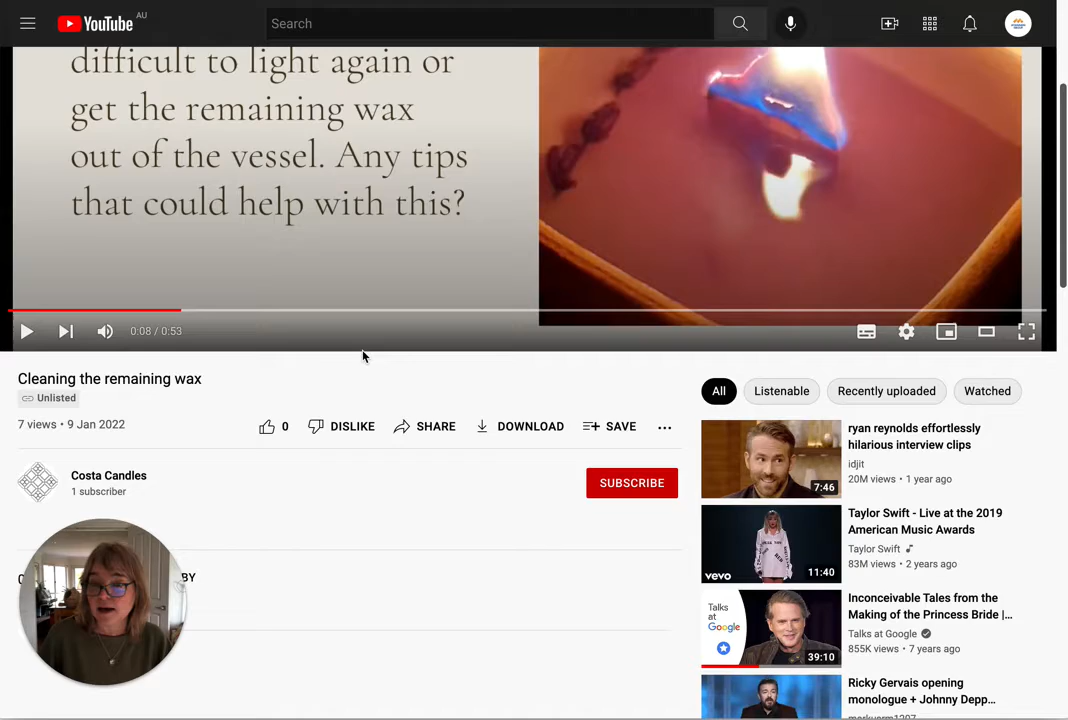 YouTube AU
Search
difficult to light again or
get the remaining wax
out of the vessel. Any tips
that could help with this?
0:08 / 0:53
Cleaning the remaining wax
Unlisted
7 views • 9 Jan 2022
0
DISLIKE
SHARE
DOWNLOAD
SAVE
Costa Candles
1 subscriber
SUBSCRIBE
BY
All
Listenable
Recently uploaded
Watched
ryan reynolds effortlessly
hilarious interview clips
idjit
20M views • 1 year ago
7:46
Taylor Swift - Live at the 2019
American Music Awards
Taylor Swift
83M views • 2 years ago
vevo
11:40
Inconceivable Tales from the
Making of the Princess Bride |...
Talks at Google
855K views • 7 years ago
Talks
at
Google
39:10
Ricky Gervais opening
monologue + Johnny Depp...